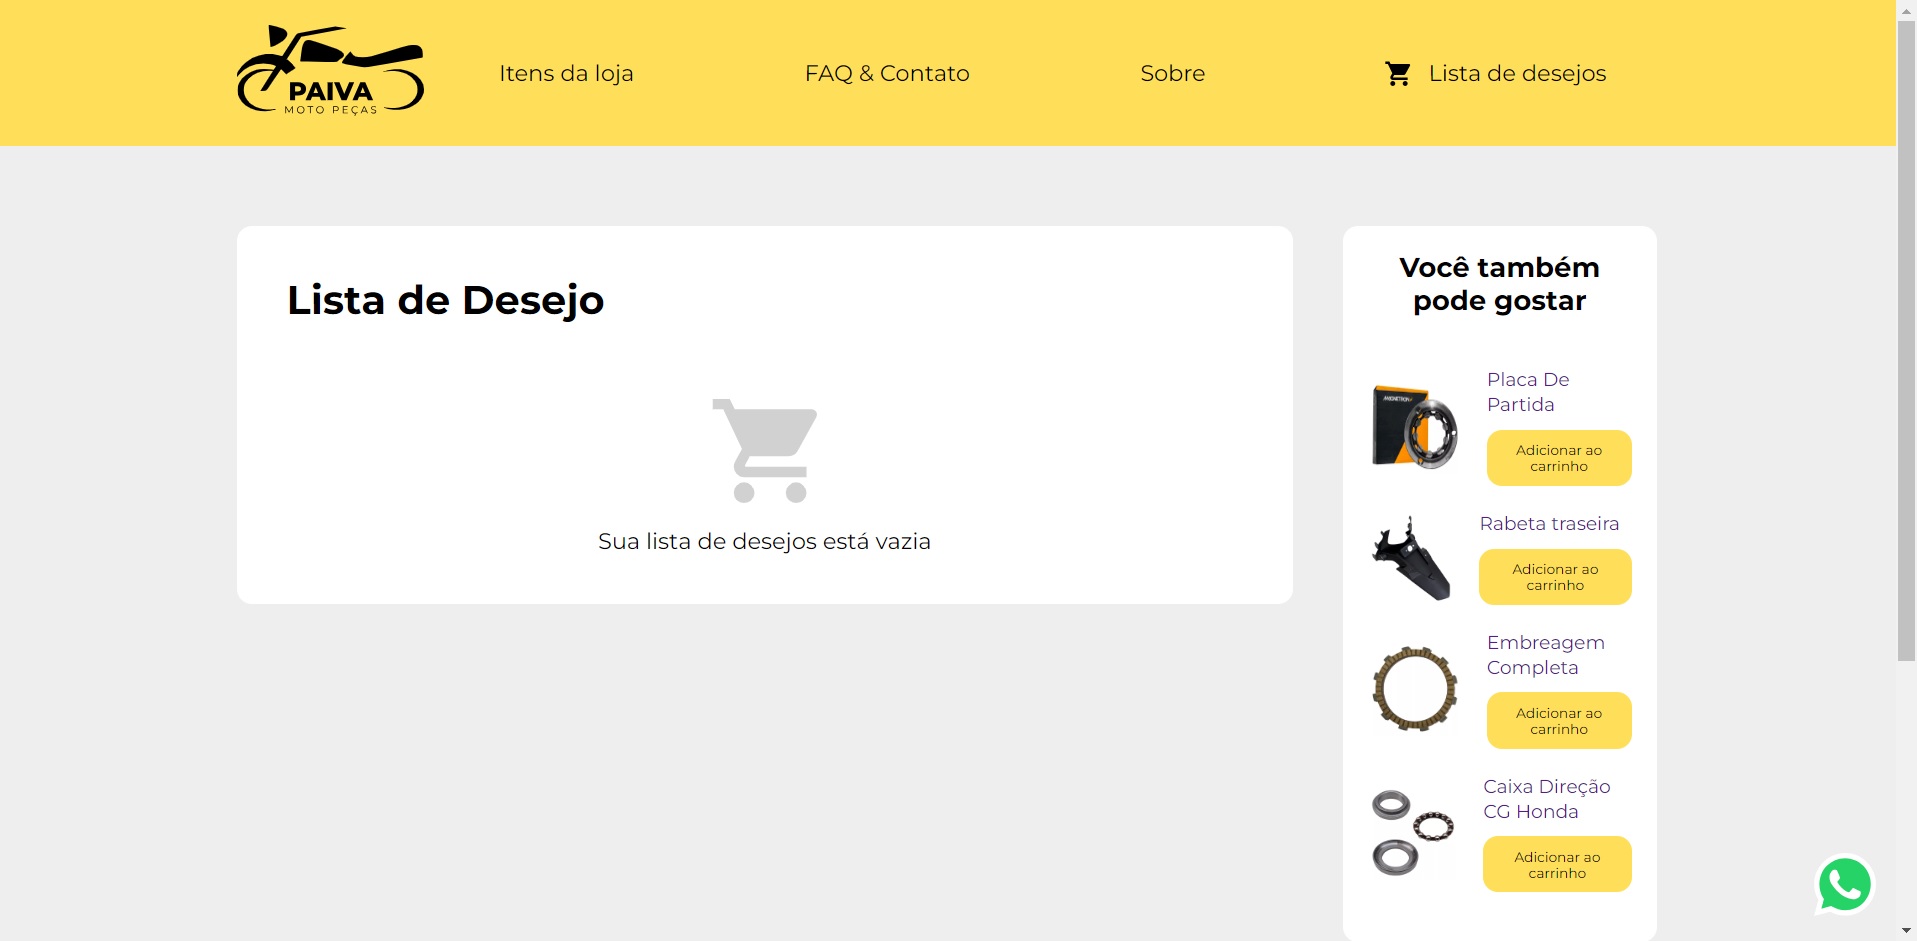 PAIVA
MOTO PEÇAS
Itens da loja
FAQ & Contato
Sobre
Lista de desejos
Lista de Desejo
Sua lista de desejos está vazia
Você também
pode gostar
Placa De
Partida
Adicionar ao
carrinho
Rabeta traseira
Adicionar ao
carrinho
Embreagem
Completa
Adicionar ao
carrinho
Caixa Direção
CG Honda
Adicionar ao
carrinho